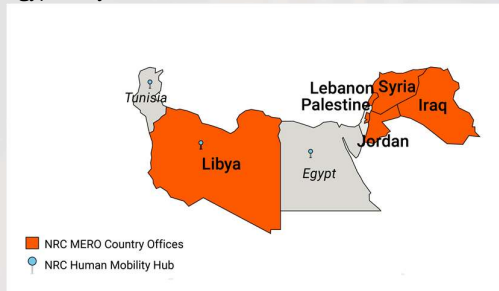 Tunisia
Lebanon Syria
Palestine Iraq
Jordan
Libya
Egypt
NRC MERO Country Offices
NRC Human Mobility Hub